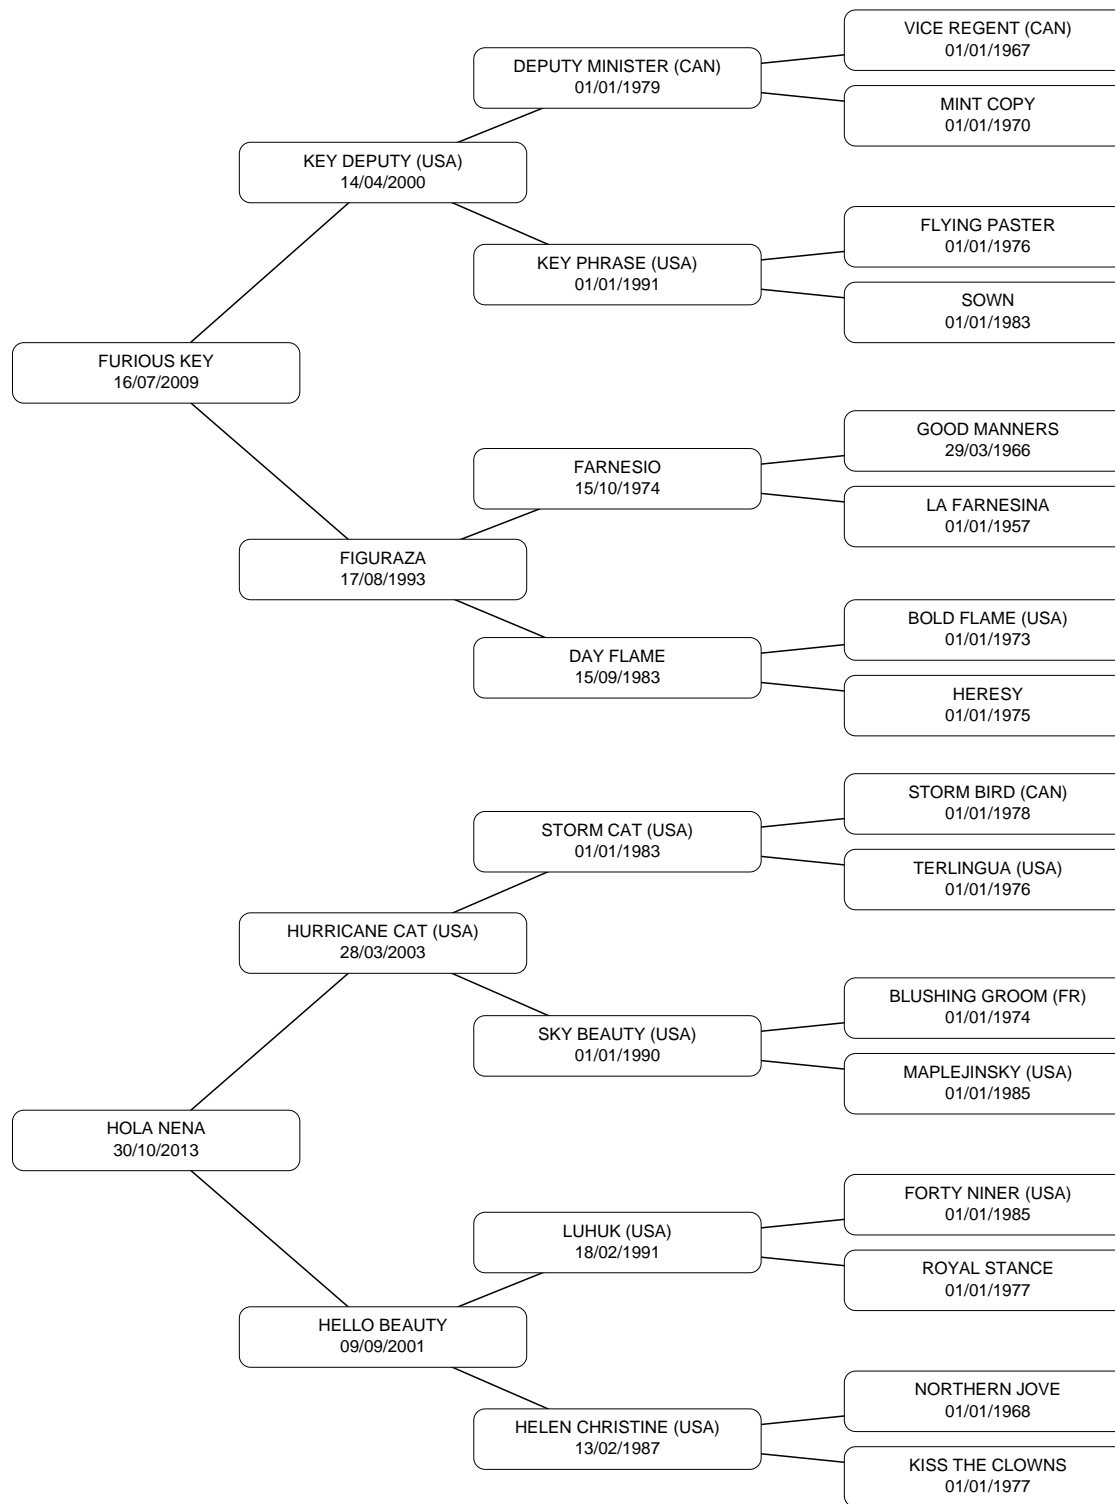 VICE REGENT (CAN)
01/01/1967
DEPUTY MINISTER (CAN)
01/01/1979
MINT COPY
01/01/1970
KEY DEPUTY (USA)
14/04/2000
FLYING PASTER
01/01/1976
KEY PHRASE (USA)
01/01/1991
SOWN
01/01/1983
FURIOUS KEY
16/07/2009
GOOD MANNERS
29/03/1966
FARNESIO
15/10/1974
LA FARNESINA
01/01/1957
FIGURAZA
17/08/1993
BOLD FLAME (USA)
01/01/1973
DAY FLAME
15/09/1983
HERESY
01/01/1975
STORM BIRD (CAN)
01/01/1978
STORM CAT (USA)
01/01/1983
TERLINGUA (USA)
01/01/1976
HURRICANE CAT (USA)
28/03/2003
BLUSHING GROOM (FR)
01/01/1974
SKY BEAUTY (USA)
01/01/1990
MAPLEJINSKY (USA)
01/01/1985
HOLA NENA
30/10/2013
FORTY NINER (USA)
01/01/1985
LUHUK (USA)
18/02/1991
ROYAL STANCE
01/01/1977
HELLO BEAUTY
09/09/2001
NORTHERN JOVE
01/01/1968
HELEN CHRISTINE (USA)
13/02/1987
KISS THE CLOWNS
01/01/1977